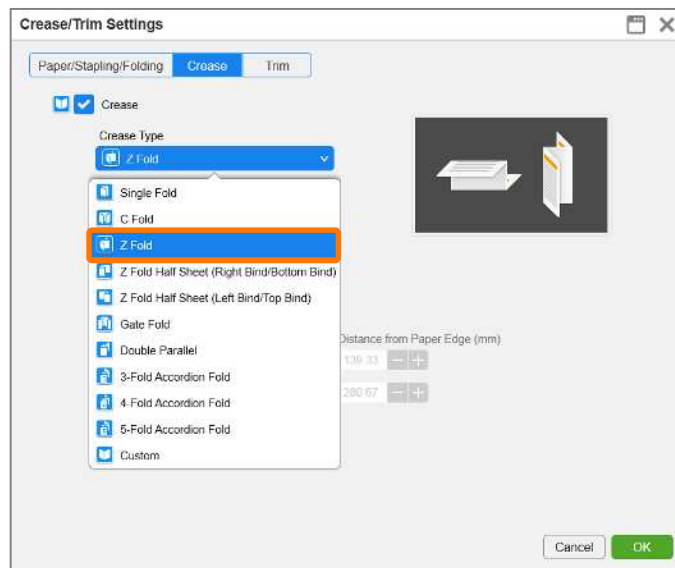 Crease/Trim Settings
Paper/Stapling/Folding Crease Trim
Crease
Crease Type
Z Fold
Single Fold
C Fold
Z Fold
Z Fold Half Sheet (Right Bind/Bottom Bind)
Z Fold Half Sheet (Left Bind/Top Bind)
Gate Fold
Double Parallel
3-Fold Accordion Fold
4-Fold Accordion Fold
5-Fold Accordion Fold
Custom
Distance from Paper Edge (mm)
139.33
280.67
Cancel OK